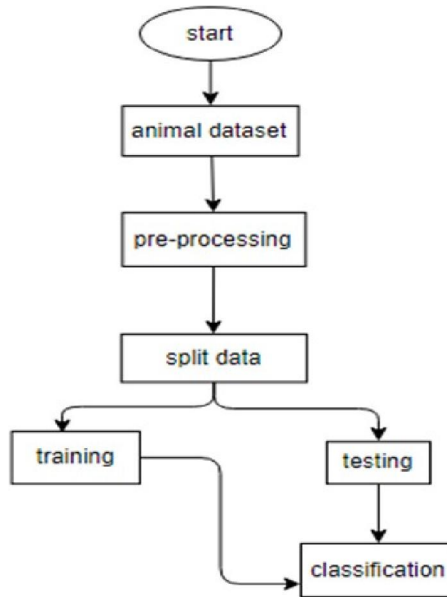 start
animal dataset
pre-processing
split data
training
testing
classification